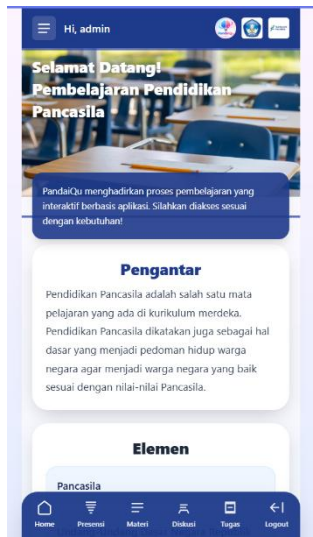 Hi, admin
Selamat Datang!
Pembelajaran Pendidikan
Pancasila
PandaiQu menghadirkan proses pembelajaran yang
interaktif berbasis aplikasi. Silahkan diakses sesuai
dengan kebutuhan!
Pengantar
Pendidikan Pancasila adalah salah satu mata
pelajaran yang ada di kurikulum merdeka.
Pendidikan Pancasila dikatakan juga sebagai hal
dasar yang menjadi pedoman hidup warga
negara agar menjadi warga negara yang baik
sesuai dengan nilai-nilai Pancasila.
Elemen
Pancasila
Home Presensi Materi Diskusi Tugas Logout